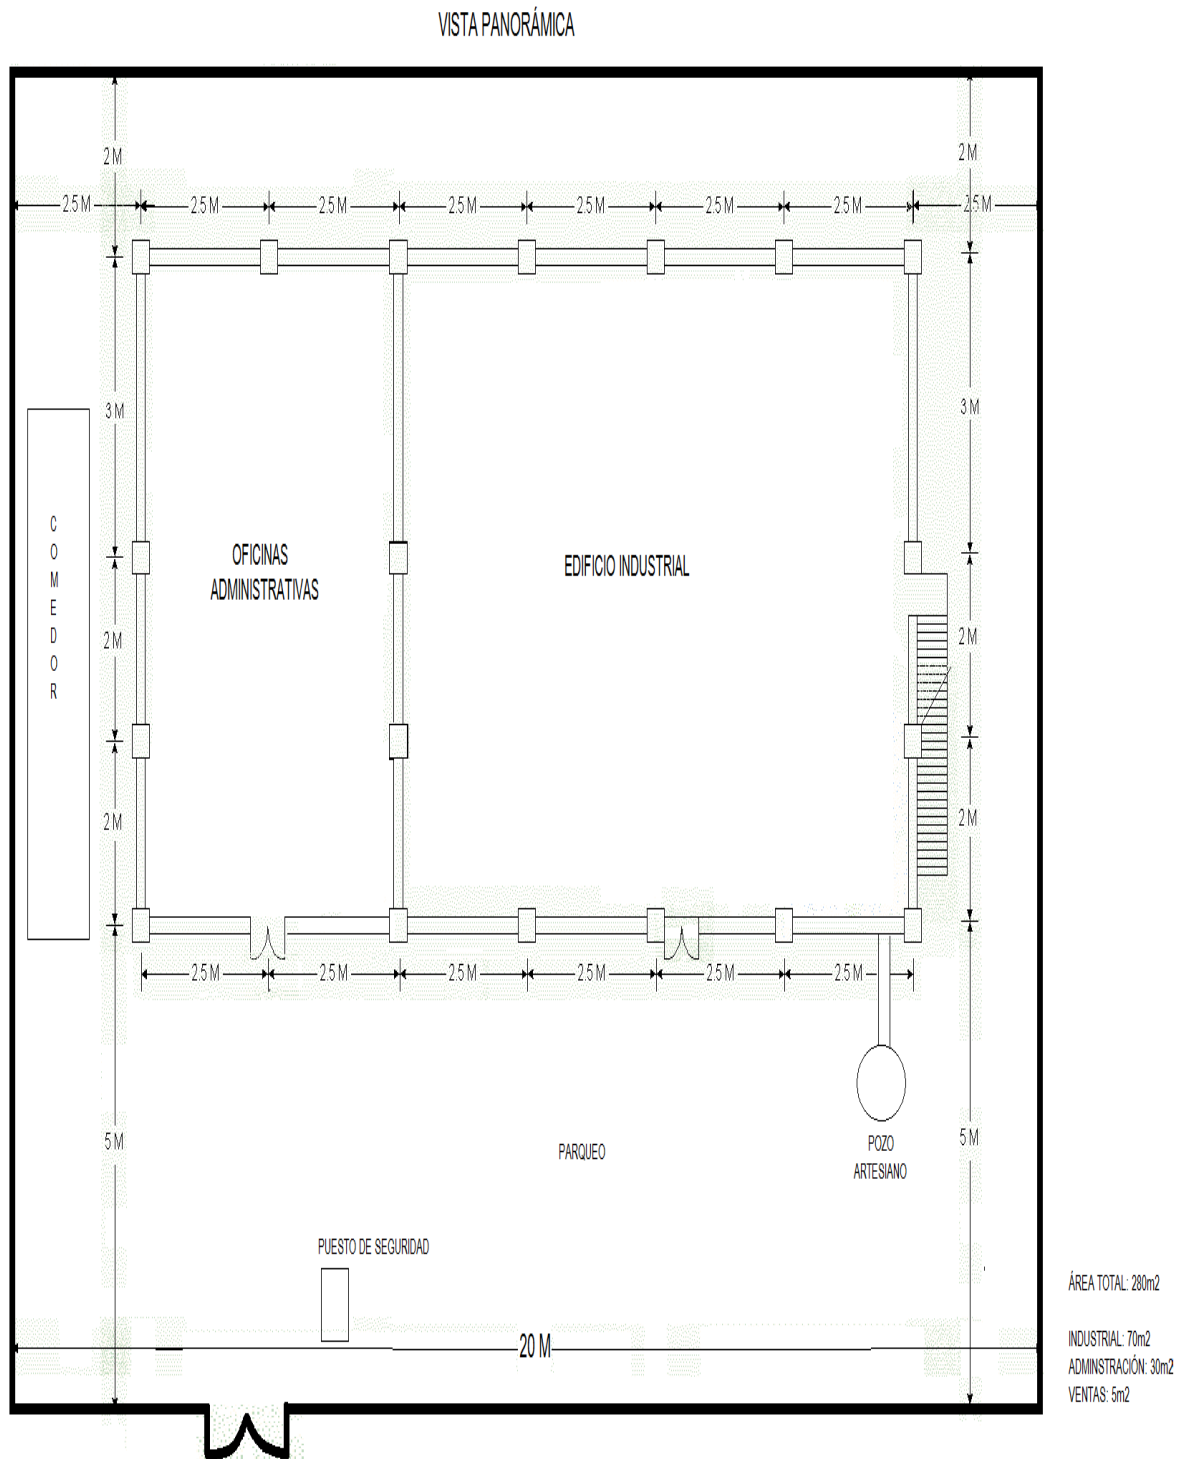 VISTA PANORÁMICA
2 M
2 M
2.5 M
2.5 M
2.5 M
2.5 M
2.5 M
2.5 M
2.5 M
2.5 M
3 M
3 M
C
O
M
E
D
O
R
OFICINAS
ADMINISTRATIVAS
EDIFICIO INDUSTRIAL
2 M
2 M
2 M
2 M
2.5 M
2.5 M
2.5 M
2.5 M
2.5 M
2.5 M
5 M
5 M
PARQUEO
POZO
ARTESIANO
PUESTO DE SEGURIDAD
20 M
ÁREA TOTAL: 280m2
INDUSTRIAL: 70m2
ADMINSTRACIÓN: 30m2
VENTAS: 5m2